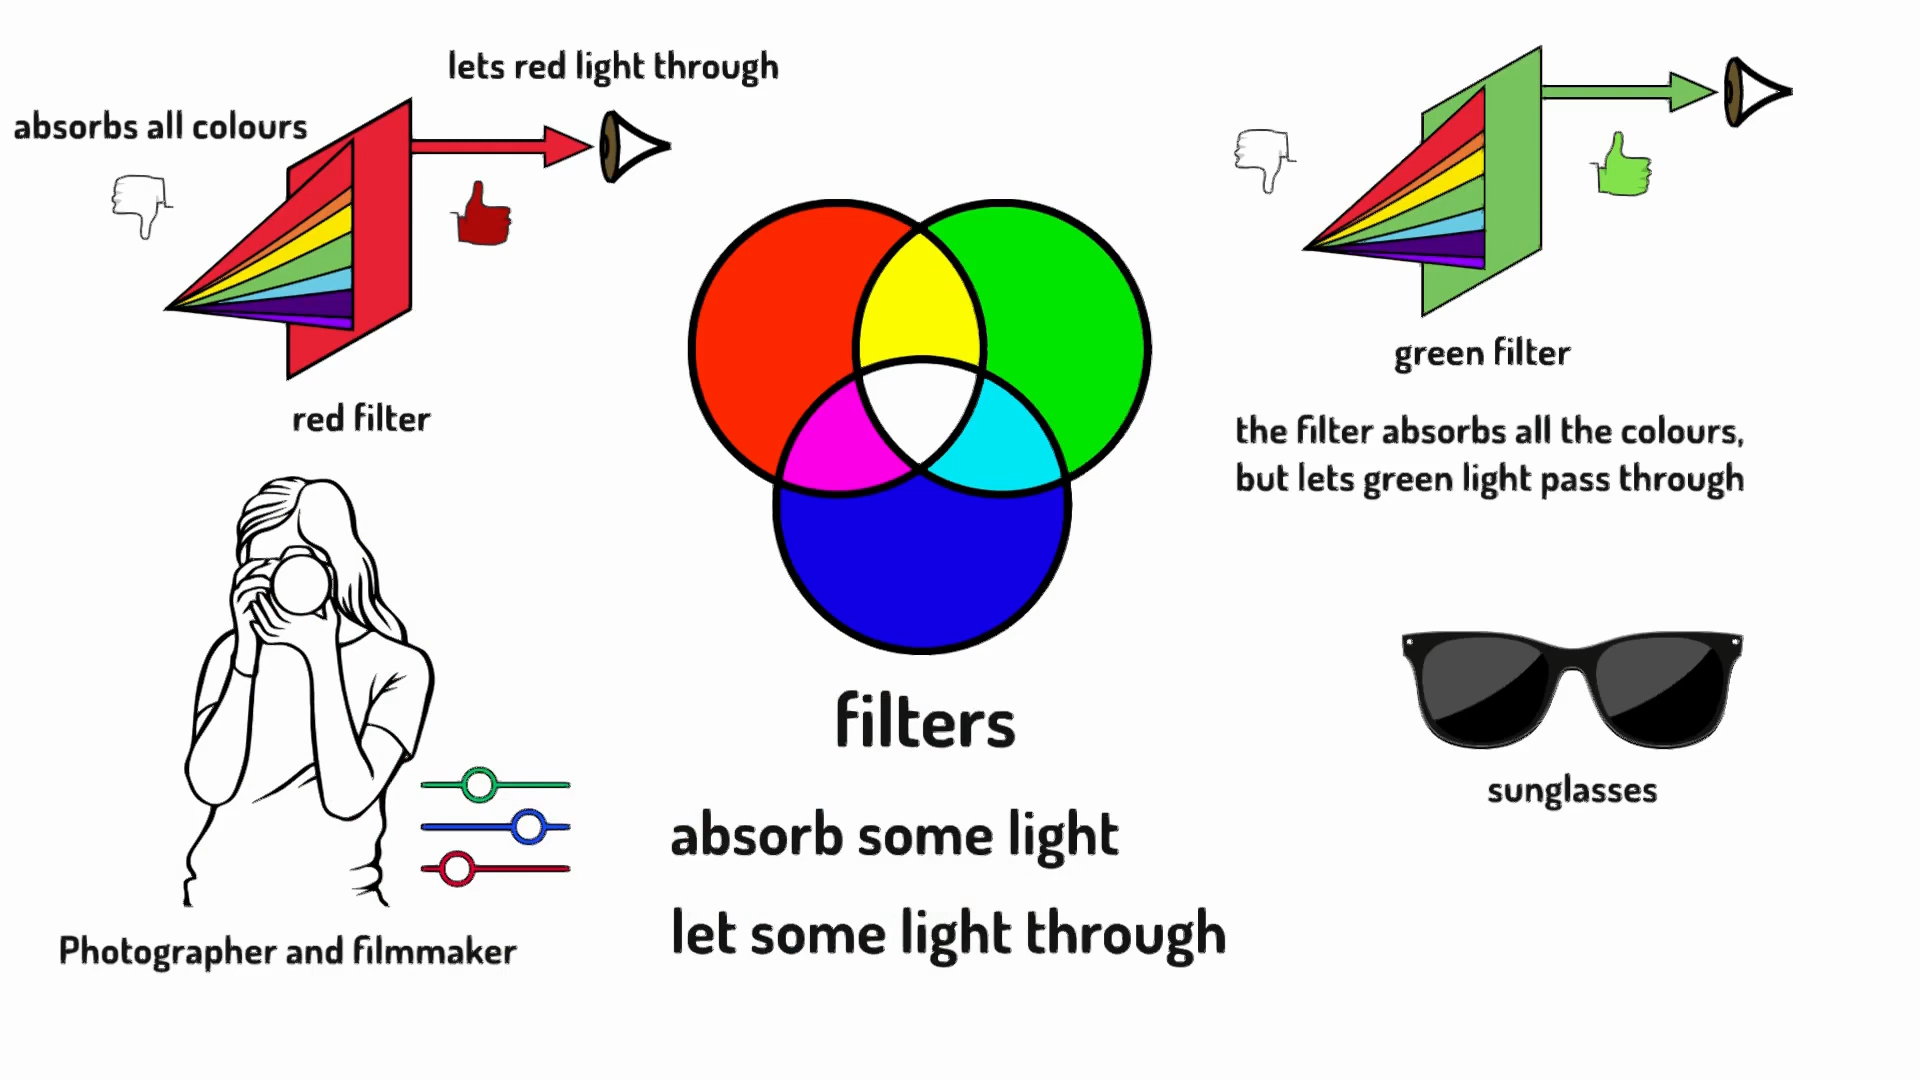 lets red light through
absorbs all colours
red filter
green filter
the filter absorbs all the colours,
but lets green light pass through
filters
absorb some light
let some light through
Photographer and filmmaker
sunglasses